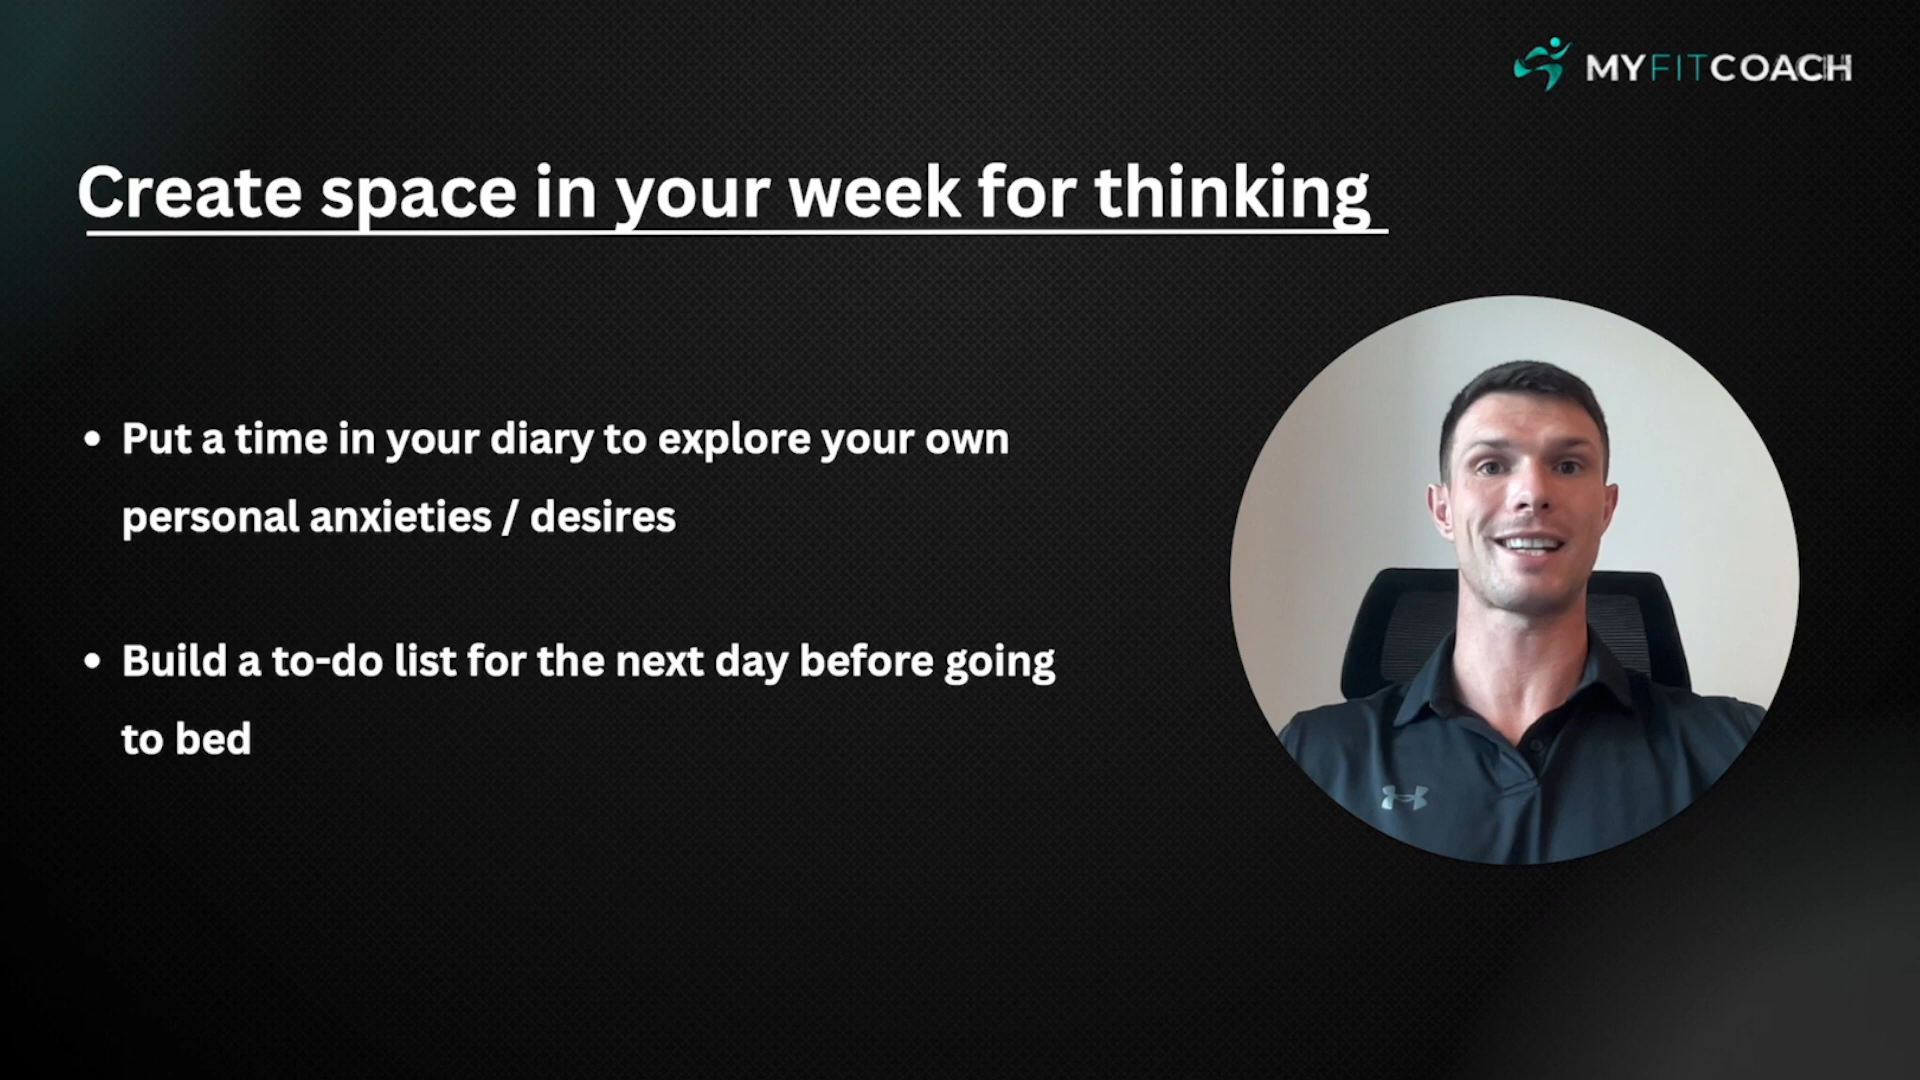 MYFITCOACH
Create space in your week for thinking
• Put a time in your diary to explore your own
personal anxieties / desires
• Build a to-do list for the next day before going
to bed